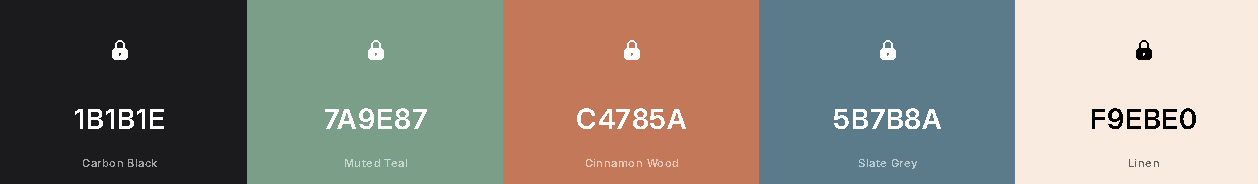 1B1B1E
Carbon Black
7A9E87
Muted Teal
C4785A
Cinnamon Wood
5B7B8A
Slate Grey
F9EBE0
Linen